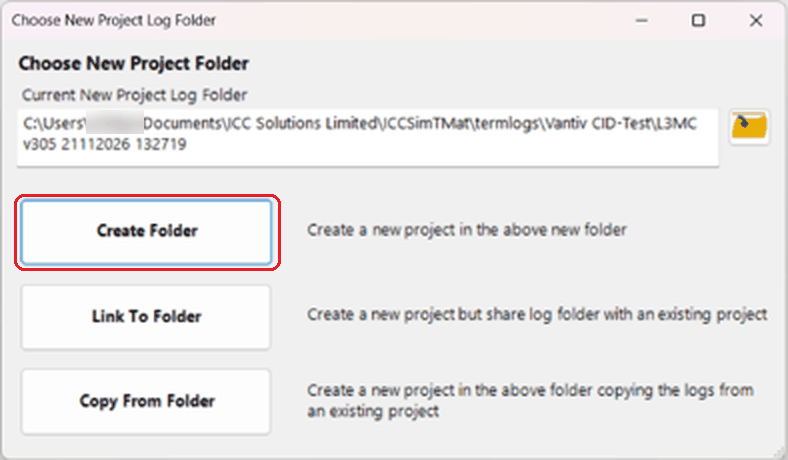 Choose New Project Log Folder
Choose New Project Folder
Current New Project Log Folder
C:\Users\ Documents\ICC Solutions Limited\ICCSimTMat\termlogs\Vantiv CID-Test\L3MC
v305 21112026 132719
Create Folder
Create a new project in the above new folder
Link To Folder
Create a new project but share log folder with an existing project
Copy From Folder
Create a new project in the above folder copying the logs from
an existing project